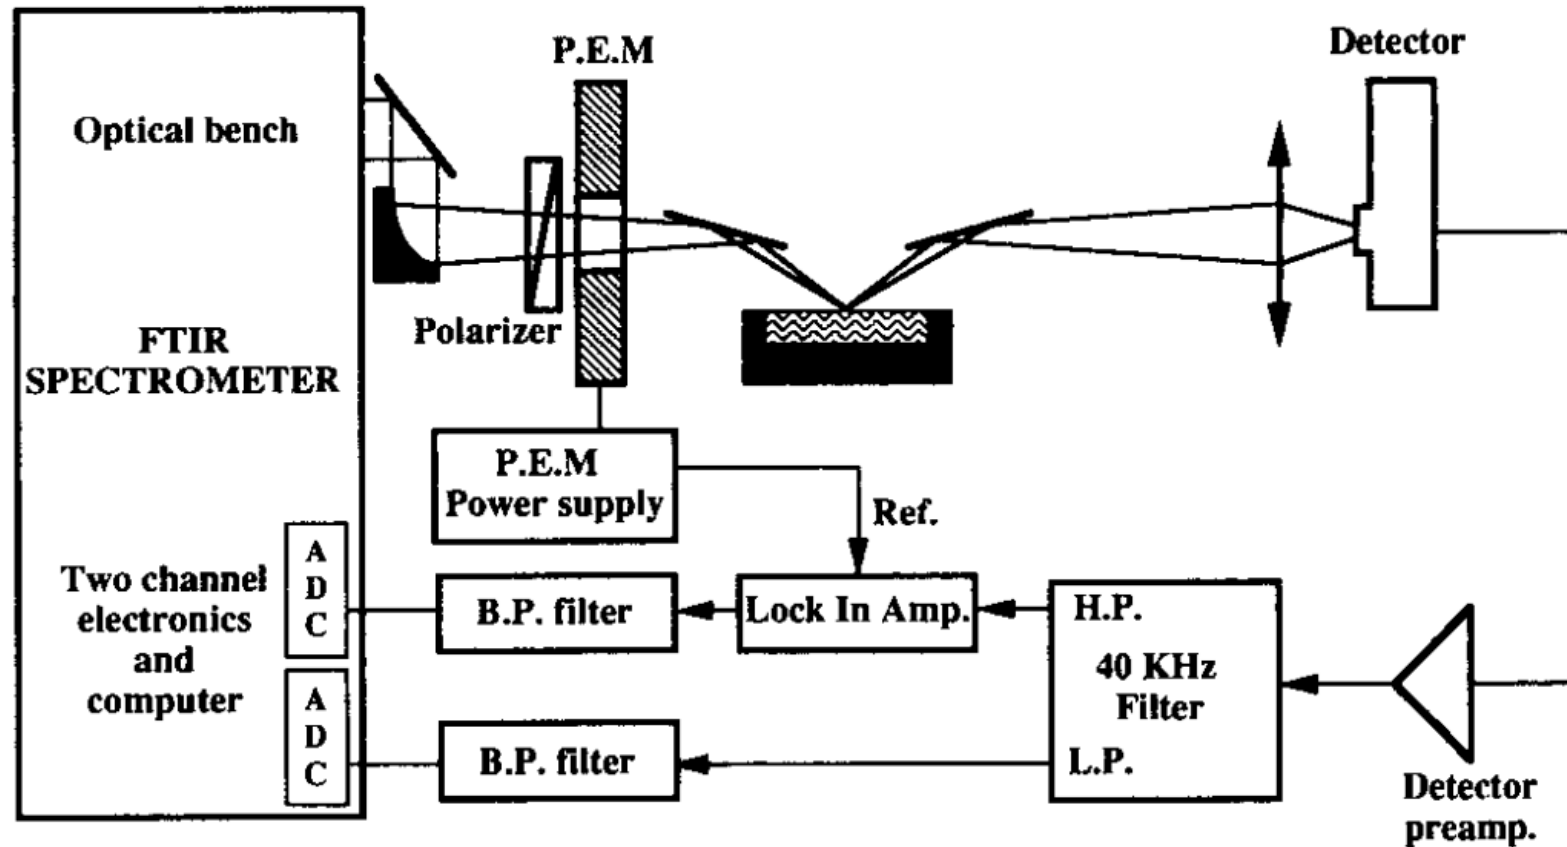 P.E.M
Detector
Optical bench
Polarizer
FTIR
SPECTROMETER
P.E.M
Power supply
Ref.
Two channel
electronics
and
computer
A
D
C
B.P. filter
Lock In Amp.
H.P.
40 KHz
Filter
L.P.
A
D
C
B.P. filter
Detector
preamp.